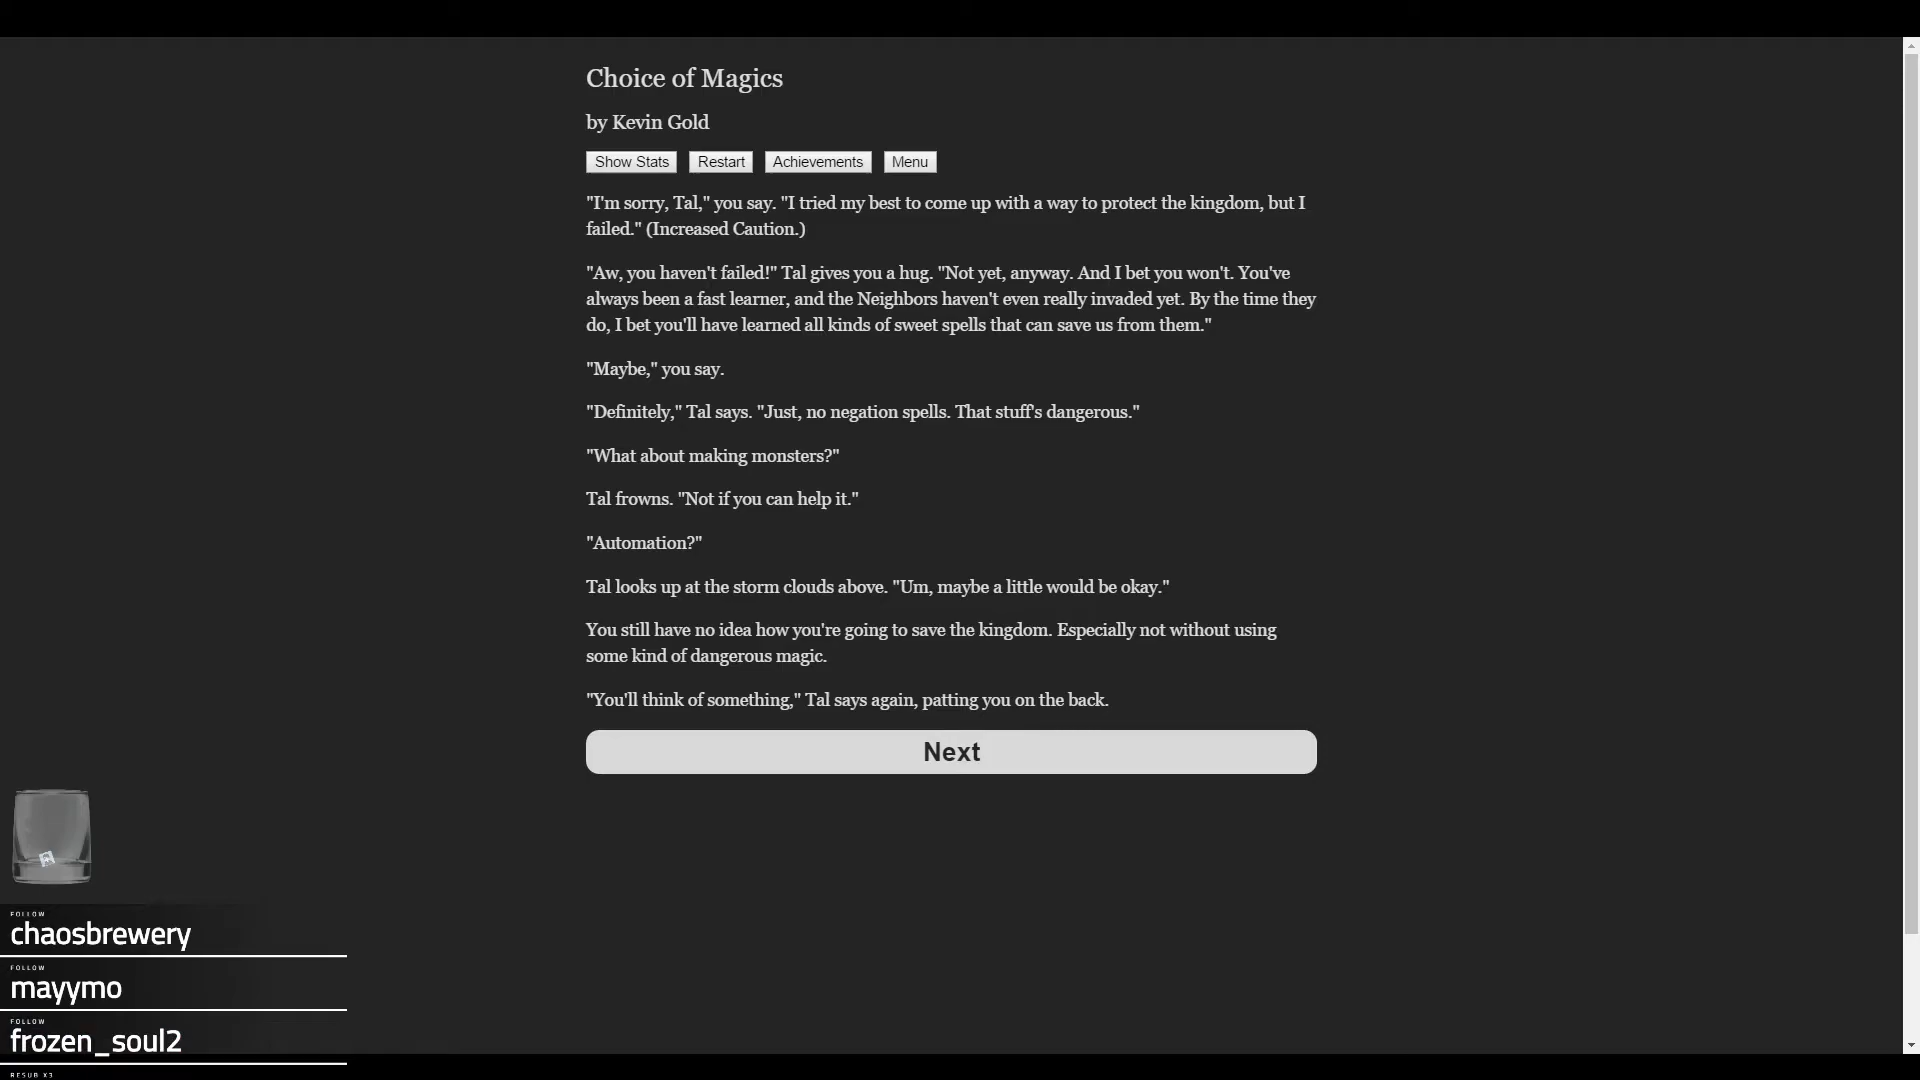 Choice of Magics
by Kevin Gold
Show Stats Restart Achievements Menu
"I'm sorry, Tal," you say. "I tried my best to come up with a way to protect the kingdom, but I
failed." (Increased Caution.)
"Aw, you haven't failed!" Tal gives you a hug. "Not yet, anyway. And I bet you won't. You've
always been a fast learner, and the Neighbors haven't even really invaded yet. By the time they
do, I bet you'll have learned all kinds of sweet spells that can save us from them."
"Maybe," you say.
"Definitely," Tal says. "Just, no negation spells. That stuff's dangerous."
"What about making monsters?"
Tal frowns. "Not if you can help it."
"Automation?"
Tal looks up at the storm clouds above. "Um, maybe a little would be okay."
You still have no idea how you're going to save the kingdom. Especially not without using
some kind of dangerous magic.
"You'll think of something," Tal says again, patting you on the back.
Next
FOLLOW
chaosbrewery
FOLLOW
mayymo
FOLLOW
frozen_soul2
RESUB X3